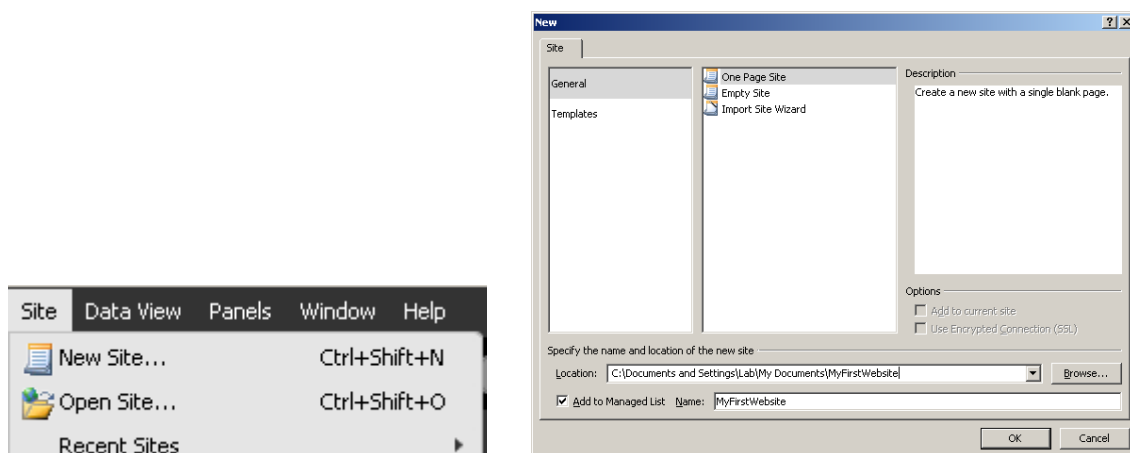 Site Data View Panels Window Help
New Site... Ctrl+Shift+N
Open Site... Ctrl+Shift+O
Recent Sites
New
Site
General
Templates
One Page Site
Empty Site
Import Site Wizard
Description
Create a new site with a single blank page.
Options
Add to current site
Use Encrypted Connection (SSL)
Specify the name and location of the new site
Location: C:\Documents and Settings\Lab\My Documents\MyFirstWebsite Browse...
Add to Managed List Name: MyFirstWebsite
OK Cancel